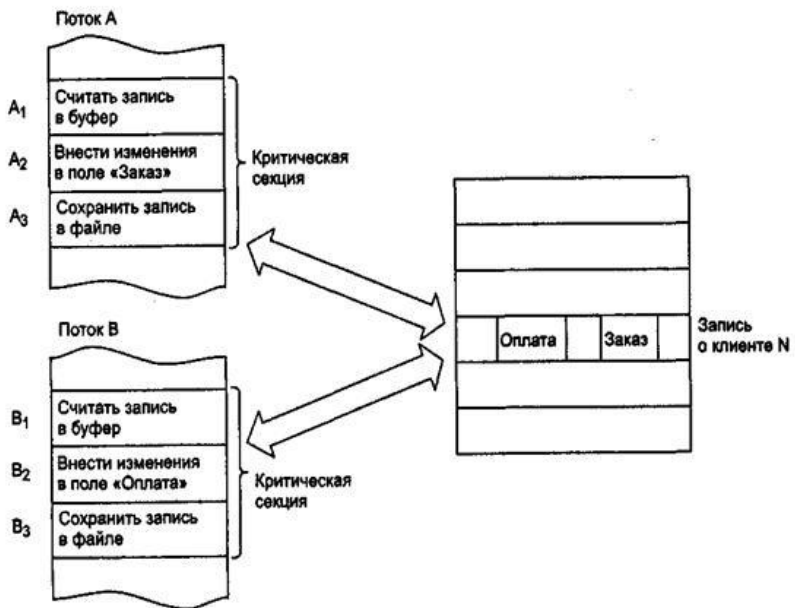 Поток А
A1
Считать запись
в буфер
A2
Внести изменения
в поле «Заказ»
A3
Сохранить запись
в файле
Критическая
секция
Оплата
Заказ
Запись
о клиенте N
Поток В
B1
Считать запись
в буфер
B2
Внести изменения
в поле «Оплата»
B3
Сохранить запись
в файле
Критическая
секция